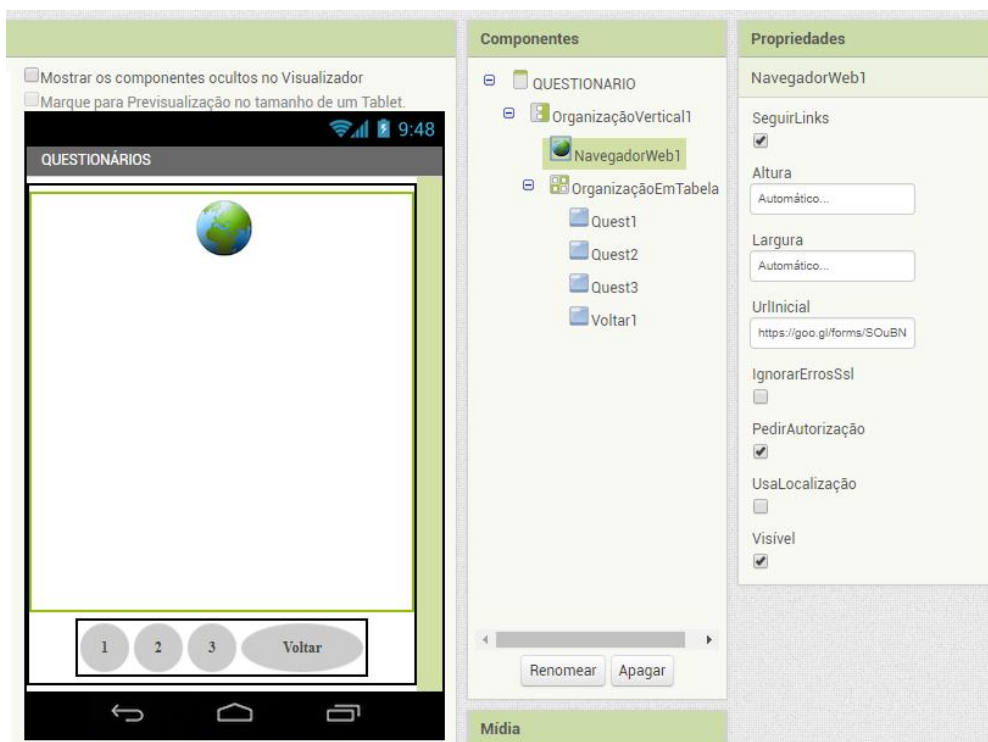 Mostrar os componentes ocultos no Visualizador
Marque para Previsualização no tamanho de um Tablet.
9:48
QUESTIONÁRIOS
1 2 3 Voltar
Componentes
QUESTIONARIO
OrganizaçãoVertical1
NavegadorWeb1
OrganizaçãoEmTabela
Quest1
Quest2
Quest3
Voltar1
Renomear Apagar
Mídia
Propriedades
NavegadorWeb1
SeguirLinks
Altura
Automático...
Largura
Automático...
UrlInicial
https://goo.gl/forms/SOuBN
IgnorarErrosSsl
PedirAutorização
UsaLocalização
Visível